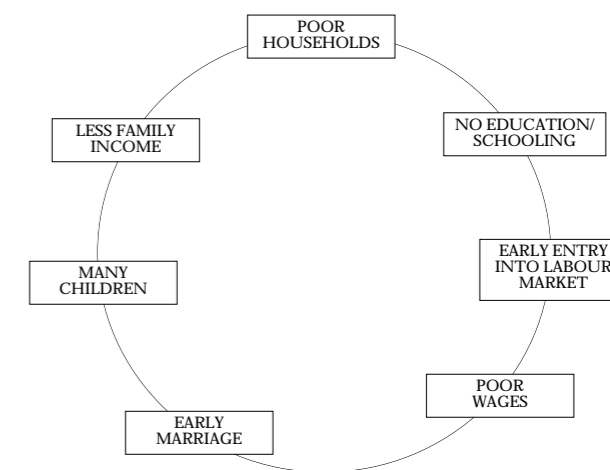 POOR
HOUSEHOLDS
NO EDUCATION/
SCHOOLING
EARLY ENTRY
INTO LABOUR
MARKET
POOR
WAGES
EARLY
MARRIAGE
MANY
CHILDREN
LESS FAMILY
INCOME